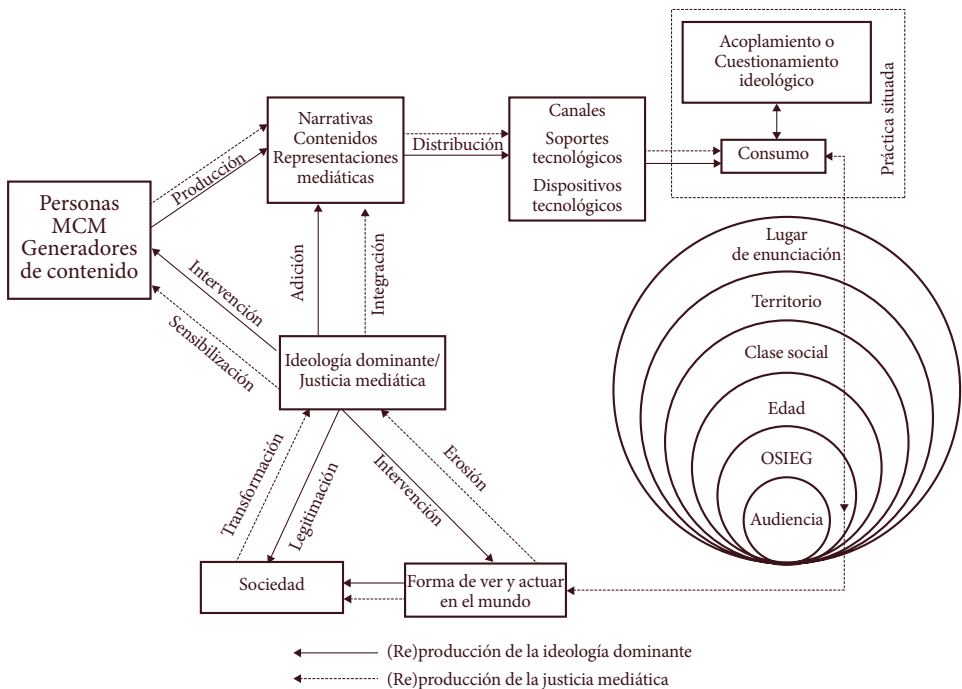 Acoplamiento o
Cuestionamiento
ideológico
Práctica situada
Consumo
Narrativas
Contenidos
Representaciones
mediáticas
Distribución
Canales
Soportes
tecnológicos
Dispositivos
tecnológicos
Producción
Personas
MCM
Generadores
de contenido
Intervención
Sensibilización
Adición
Integración
Ideología dominante/
Justicia mediática
Lugar
de enunciación
Territorio
Clase social
Edad
OSIEG
Audiencia
Transformación
Legitimación
Intervención
Erosión
Sociedad
Forma de ver y actuar
en el mundo
(Re)producción de la ideología dominante
(Re)producción de la justicia mediática